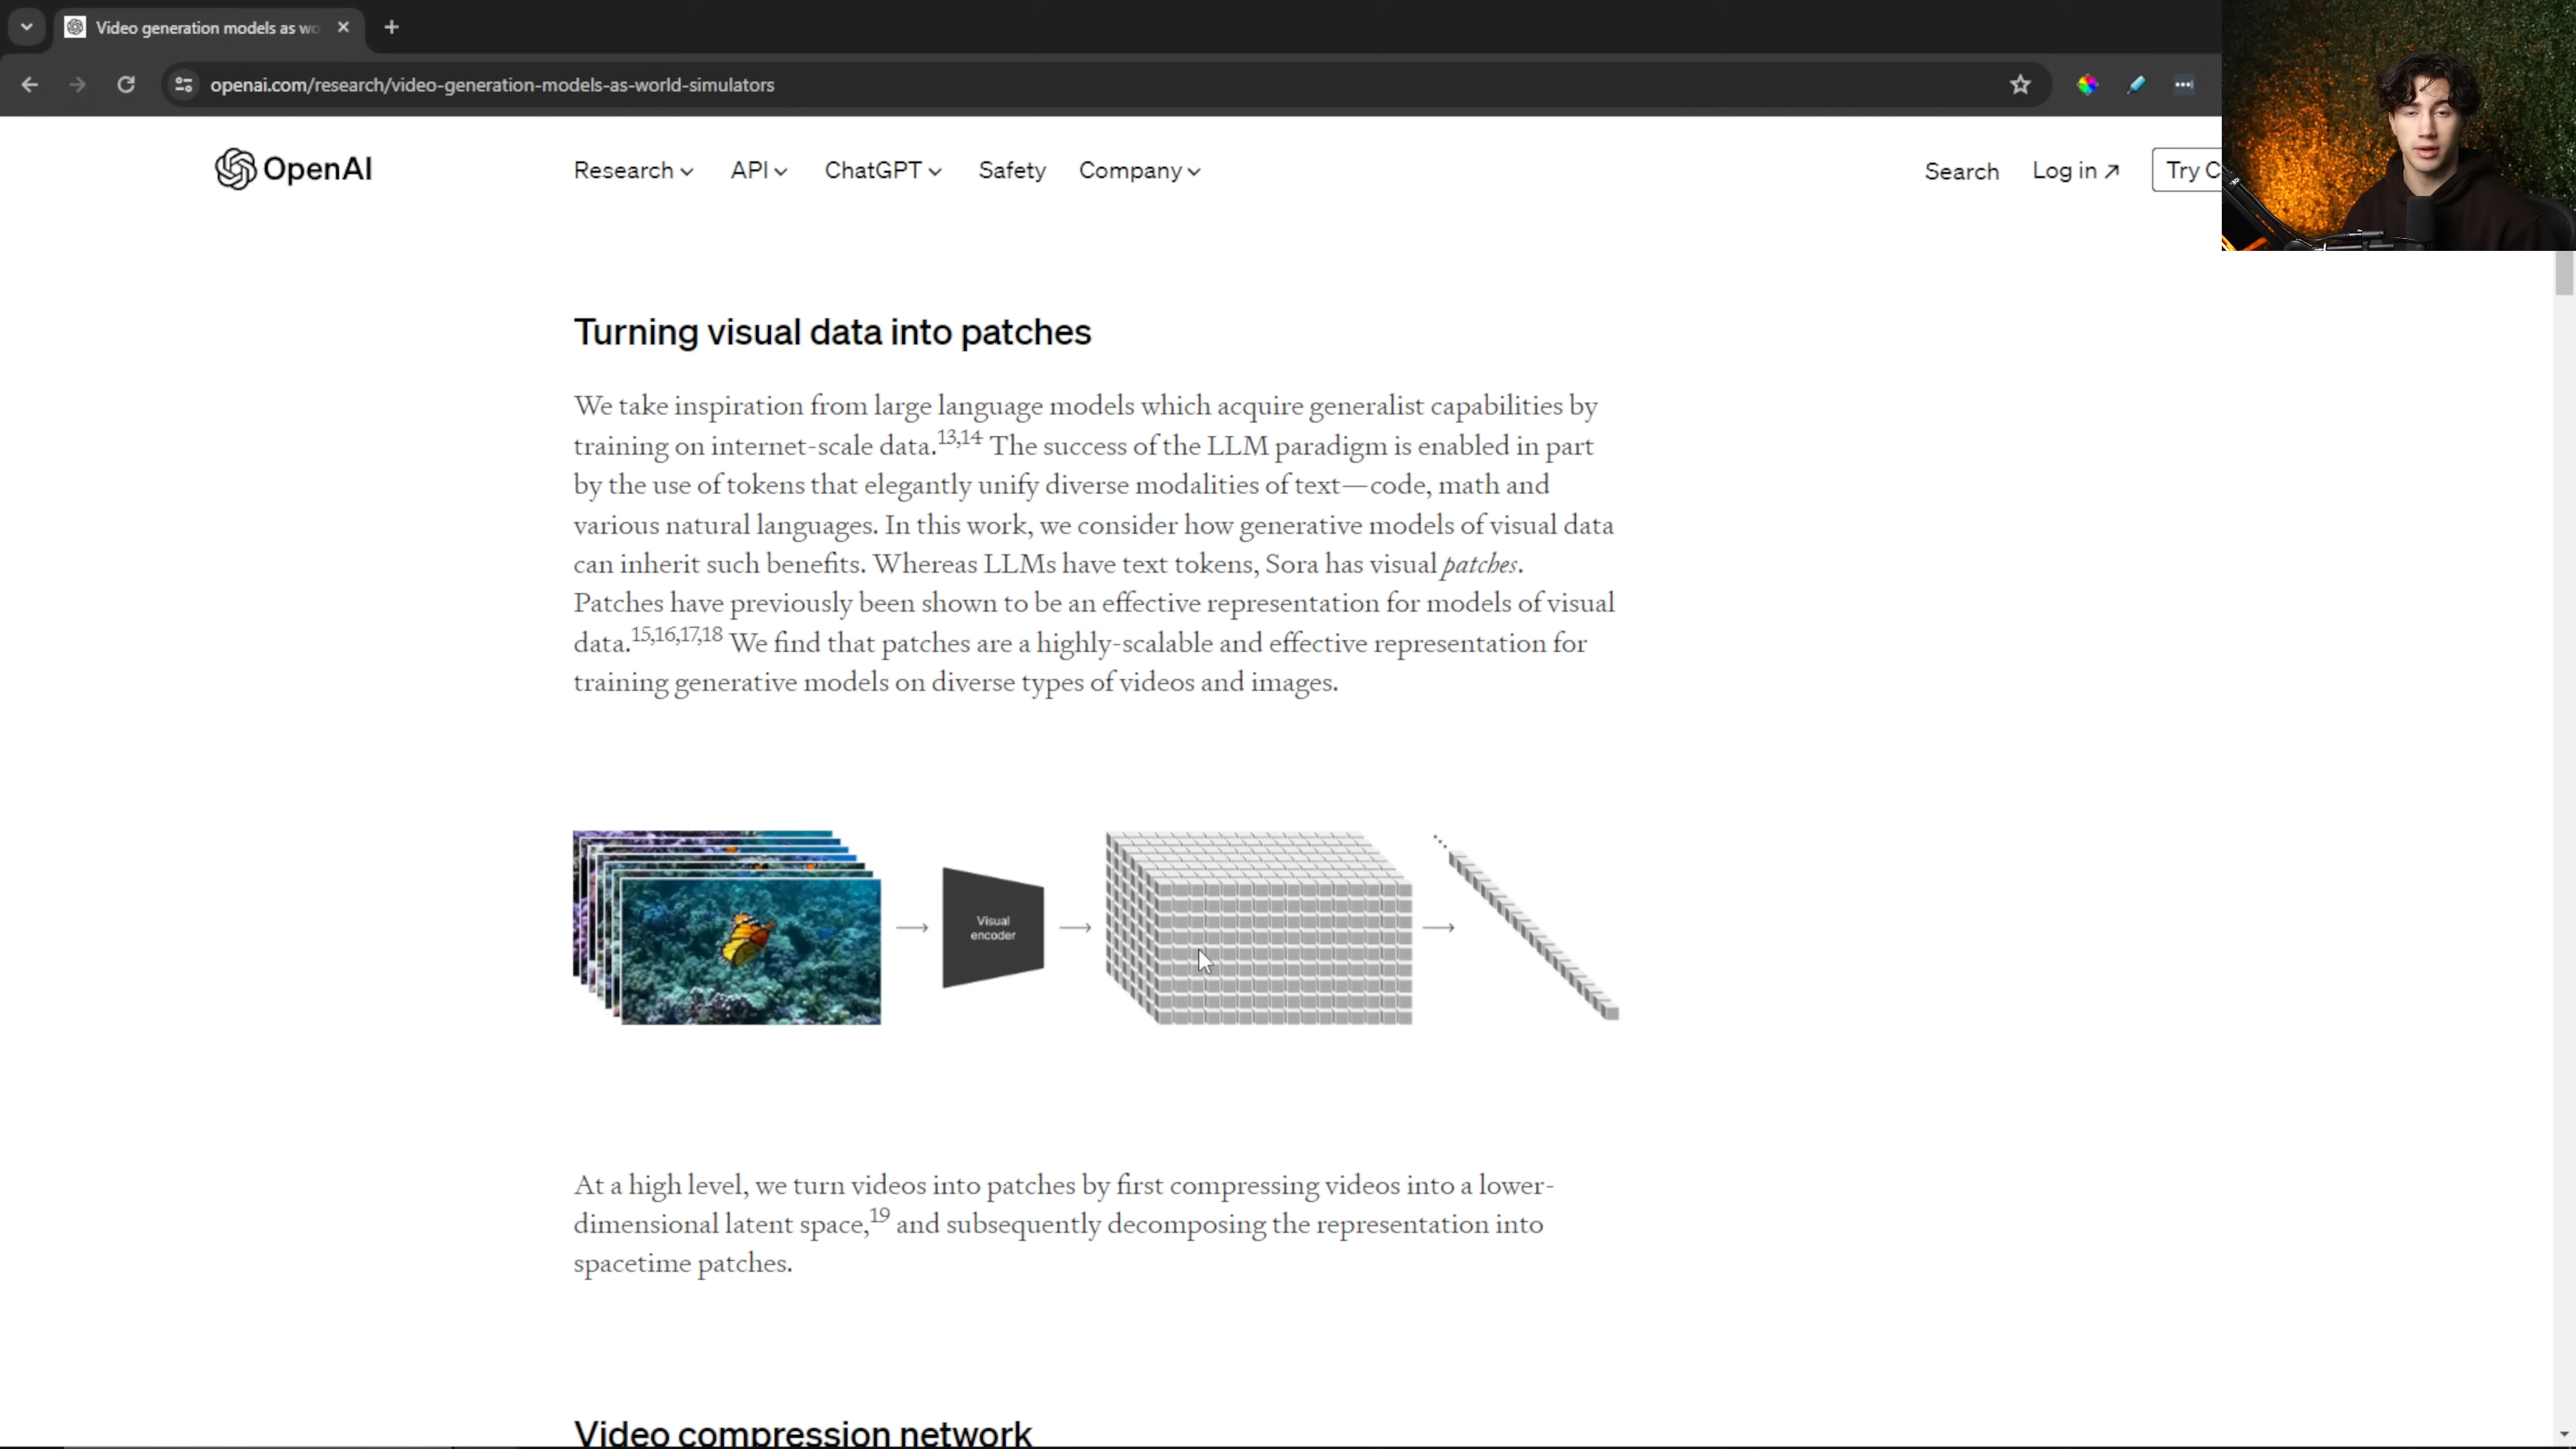 Video generation models as wo
openai.com/research/video-generation-models-as-world-simulators
OpenAI
Research
API
ChatGPT
Safety
Company
Search
Log in
Try C
Turning visual data into patches
We take inspiration from large language models which acquire generalist capabilities by
training on internet-scale data.13,14 The success of the LLM paradigm is enabled in part
by the use of tokens that elegantly unify diverse modalities of text—code, math and
various natural languages. In this work, we consider how generative models of visual data
can inherit such benefits. Whereas LLMs have text tokens, Sora has visual patches.
Patches have previously been shown to be an effective representation for models of visual
data.15,16,17,18 We find that patches are a highly-scalable and effective representation for
training generative models on diverse types of videos and images.
Visual
encoder
At a high level, we turn videos into patches by first compressing videos into a lower-
dimensional latent space,19 and subsequently decomposing the representation into
spacetime patches.
Video compression network